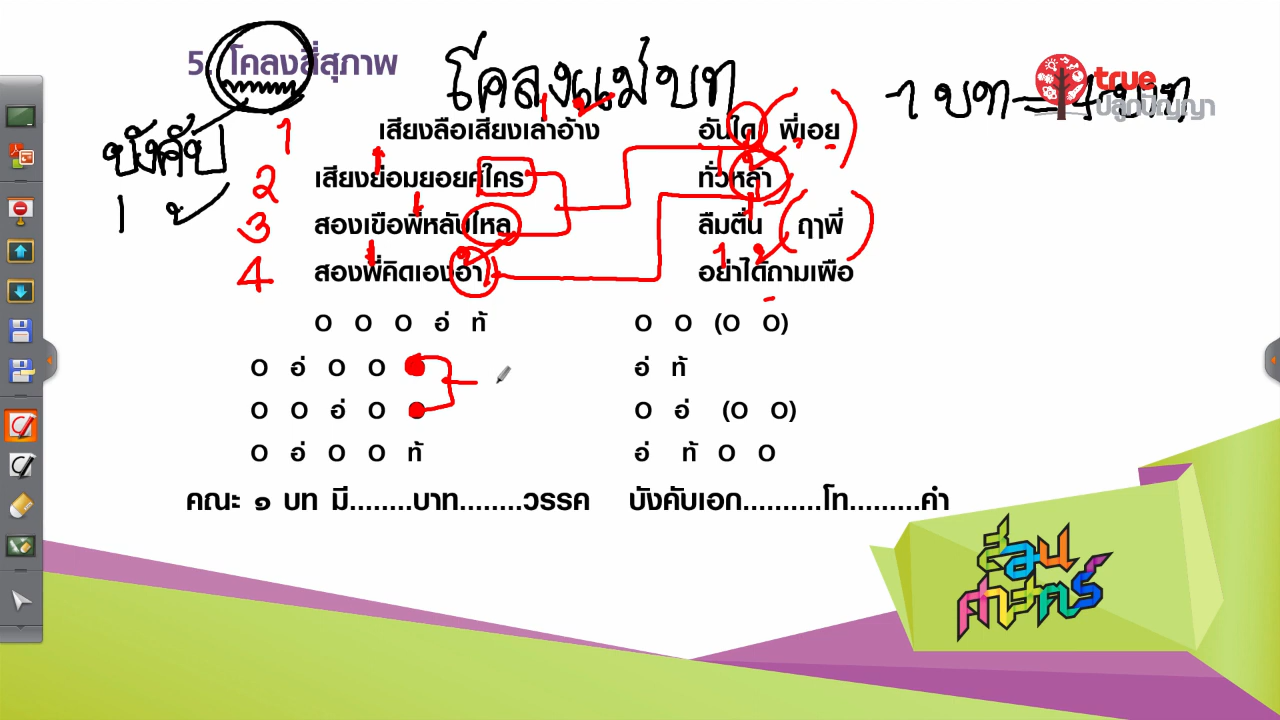 5. โคลงสี่สุภาพ โคลงแม่บท 1 บท = 4 บาท
true
ปลูกปัญญา
บังคับ
1 2
1 เสียงลือเสียงเล่าอ้าง อันใด พี่เอย
2 เสียงย่อมยอยศใคร ทั่วหล้า
3 สองเขือพี่หลับใหล ลืมตื่น ฤๅพี่
4 สองพี่คิดเองอ้า อย่าได้ถามเผือ
O O O อ่ ท้ O O (O O)
O อ่ O O อ่ ท้
O O อ่ O O อ่ (O O)
O อ่ O O ท้ อ่ ท้ O O
คณะ ๑ บท มี........บาท........วรรค บังคับเอก..........โท.........คำ
สอน
ศาสตร์